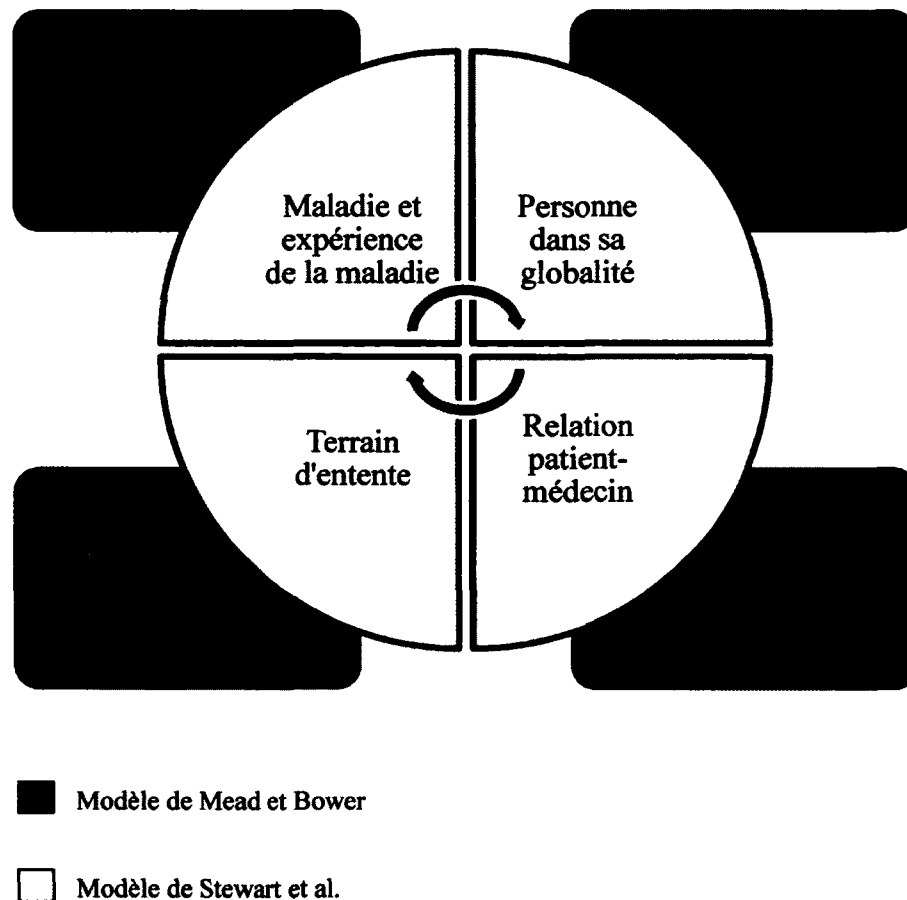 Maladie et
expérience
de la maladie
Personne
dans sa
globalité
Terrain
d'entente
Relation
patient-
médecin
Modèle de Mead et Bower
Modèle de Stewart et al.